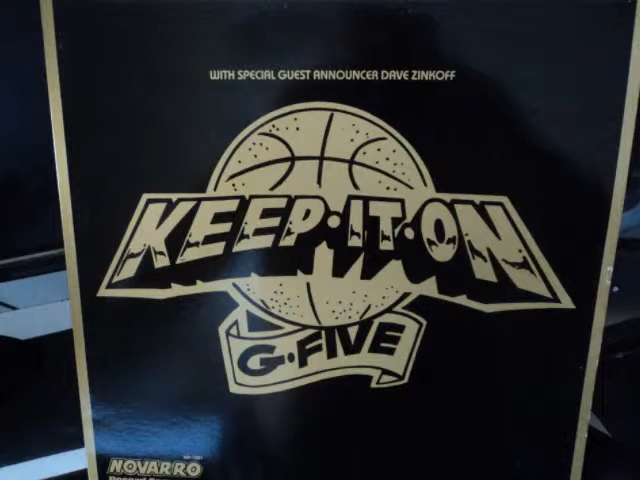 WITH SPECIAL GUEST ANNOUNCER DAVE ZINKOFF
KEEP·IT·ON
G·FIVE
NOVARRO